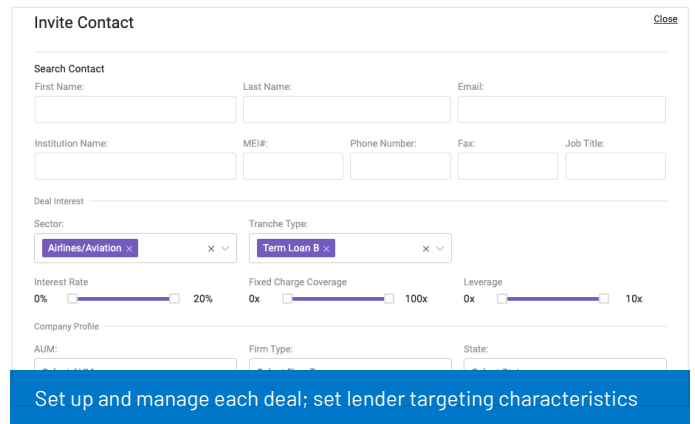 Invite Contact
Close
Search Contact
First Name: Last Name: Email:
Institution Name: MEI#: Phone Number: Fax: Job Title:
Deal Interest
Sector: Tranche Type:
Airlines/Aviation × × Term Loan B × ×
Interest Rate Fixed Charge Coverage Leverage
0% 20% 0x 100x 0x 10x
Company Profile
AUM: Firm Type: State:
Set up and manage each deal; set lender targeting characteristics